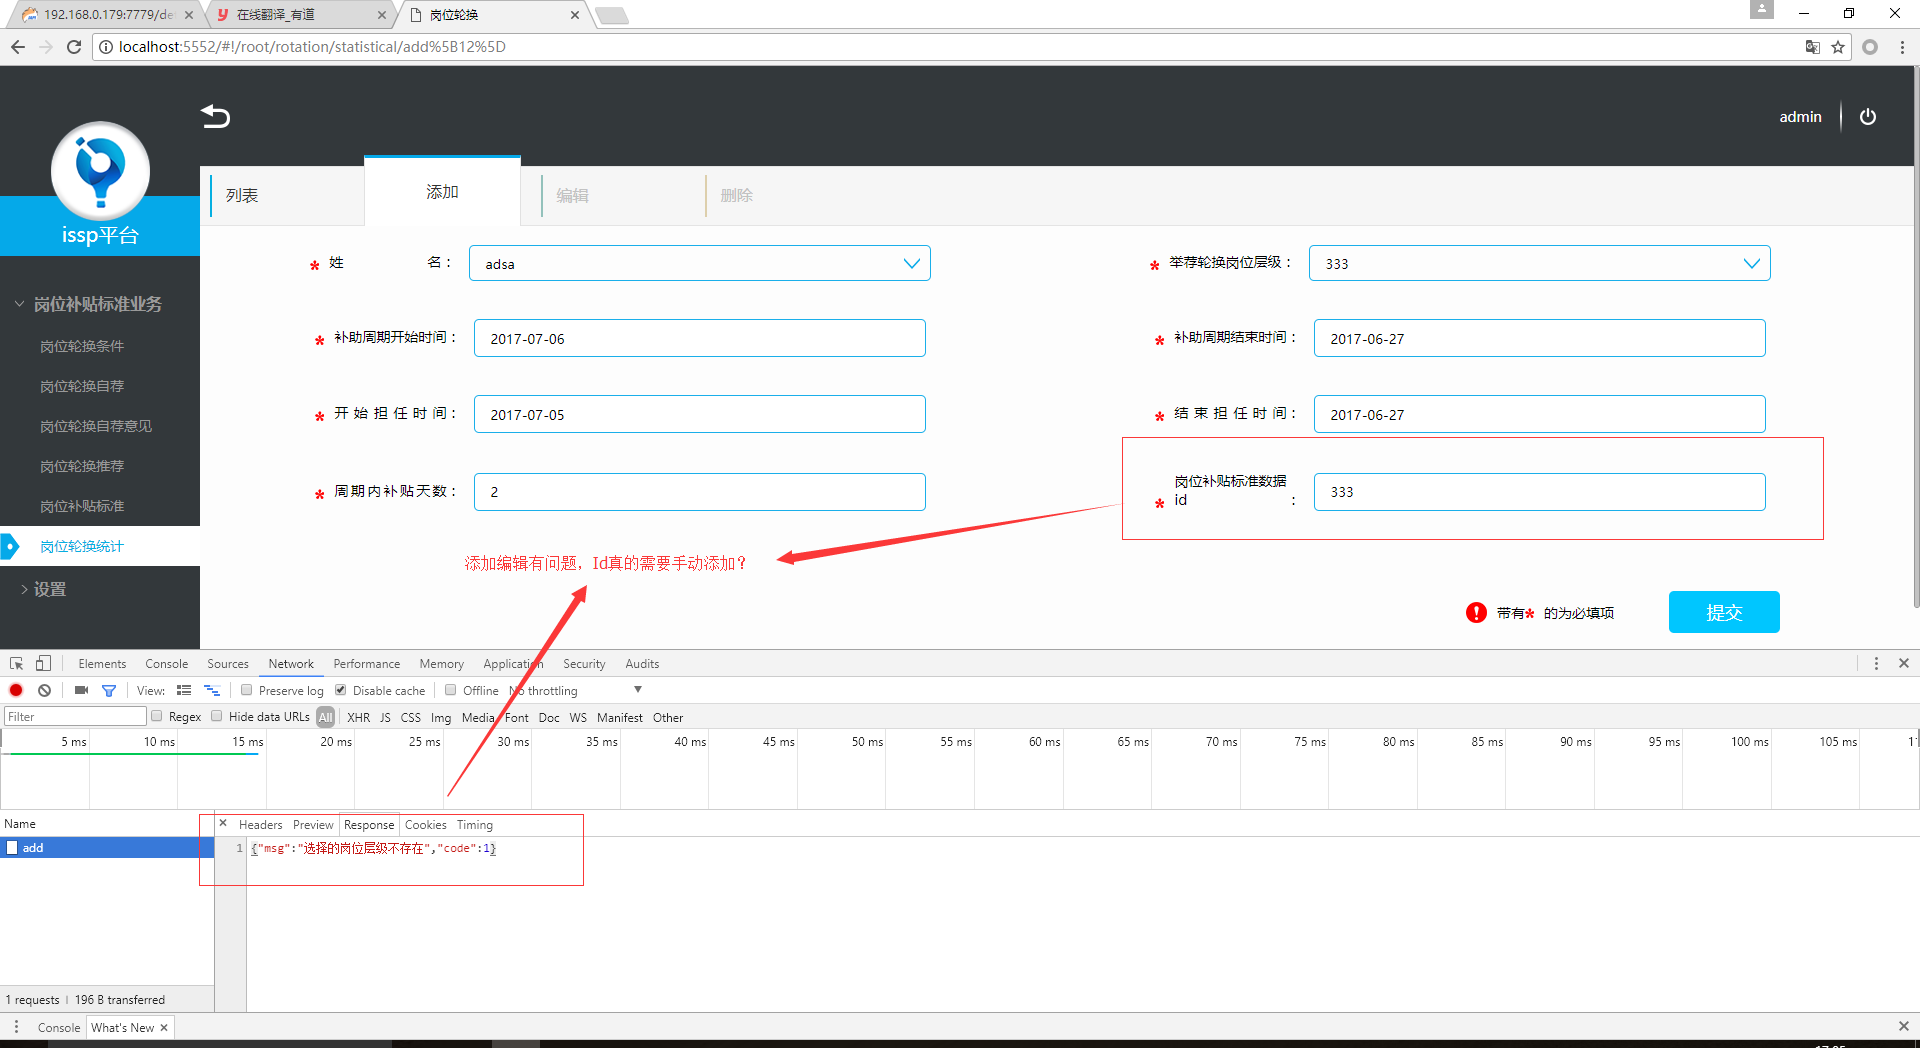 192.168.0.179:7779/de
在线翻译_有道
岗位轮换
localhost:5552/#!/root/rotation/statistical/add%5B12%5D
admin
issp平台
列表
添加
编辑
删除
岗位补贴标准业务
岗位轮换条件
岗位轮换自荐
岗位轮换自荐意见
岗位轮换推荐
岗位补贴标准
岗位轮换统计
设置
* 姓 名： adsa
* 举荐轮换岗位层级： 333
* 补助周期开始时间： 2017-07-06
* 补助周期结束时间： 2017-06-27
* 开始担任时间： 2017-07-05
* 结束担任时间： 2017-06-27
* 周期内补贴天数： 2
* 岗位补贴标准数据
id ： 333
添加编辑有问题，Id真的需要手动添加？
带有* 的为必填项
提交
Elements Console Sources Network Performance Memory Application Security Audits
View: Preserve log Disable cache Offline No throttling
Filter Regex Hide data URLs All XHR JS CSS Img Media Font Doc WS Manifest Other
5 ms 10 ms 15 ms 20 ms 25 ms 30 ms 35 ms 40 ms 45 ms 50 ms 55 ms 60 ms 65 ms 70 ms 75 ms 80 ms 85 ms 90 ms 95 ms 100 ms 105 ms
Name
Headers Preview Response Cookies Timing
add
1 {"msg":"选择的岗位层级不存在","code":1}
1 requests | 196 B transferred
Console What's New